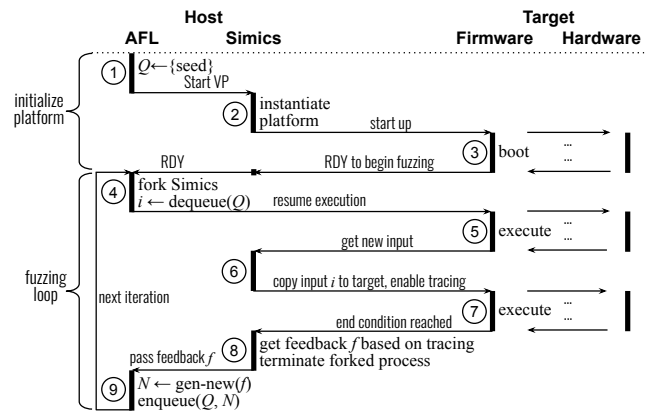 Host Target
AFL Simics Firmware Hardware
1 Q←{seed}
Start VP
initialize
platform
2 instantiate
platform
start up
3 boot
...
...
RDY
RDY to begin fuzzing
4 fork Simics
i ← dequeue(Q)
resume execution
5 execute
...
...
get new input
6
fuzzing
loop
next iteration
copy input i to target, enable tracing
7 execute
...
...
end condition reached
8 get feedback f based on tracing
terminate forked process
pass feedback f
9 N ← gen-new(f)
enqueue(Q, N)